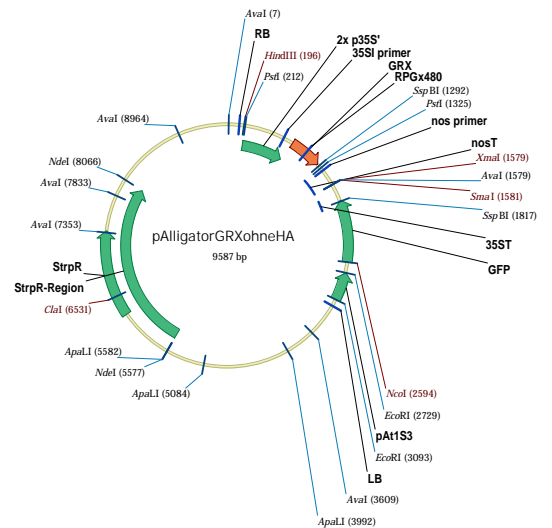 AvaI (7)
RB
HindIII (196)
PstI (212)
2x p35S'
35SI primer
GRX
RPGx480
SspBI (1292)
PstI (1325)
nos primer
nosT
XmaI (1579)
AvaI (1579)
SmaI (1581)
SspBI (1817)
35ST
GFP
NcoI (2594)
EcoRI (2729)
pAt1S3
EcoRI (3093)
LB
AvaI (3609)
ApaLI (3992)
ApaLI (5084)
NdeI (5577)
ApaLI (5582)
ClaI (6531)
StrpR-Region
StrpR
AvaI (7353)
AvaI (7833)
NdeI (8066)
AvaI (8964)
pAlligatorGRXohneHA
9587 bp